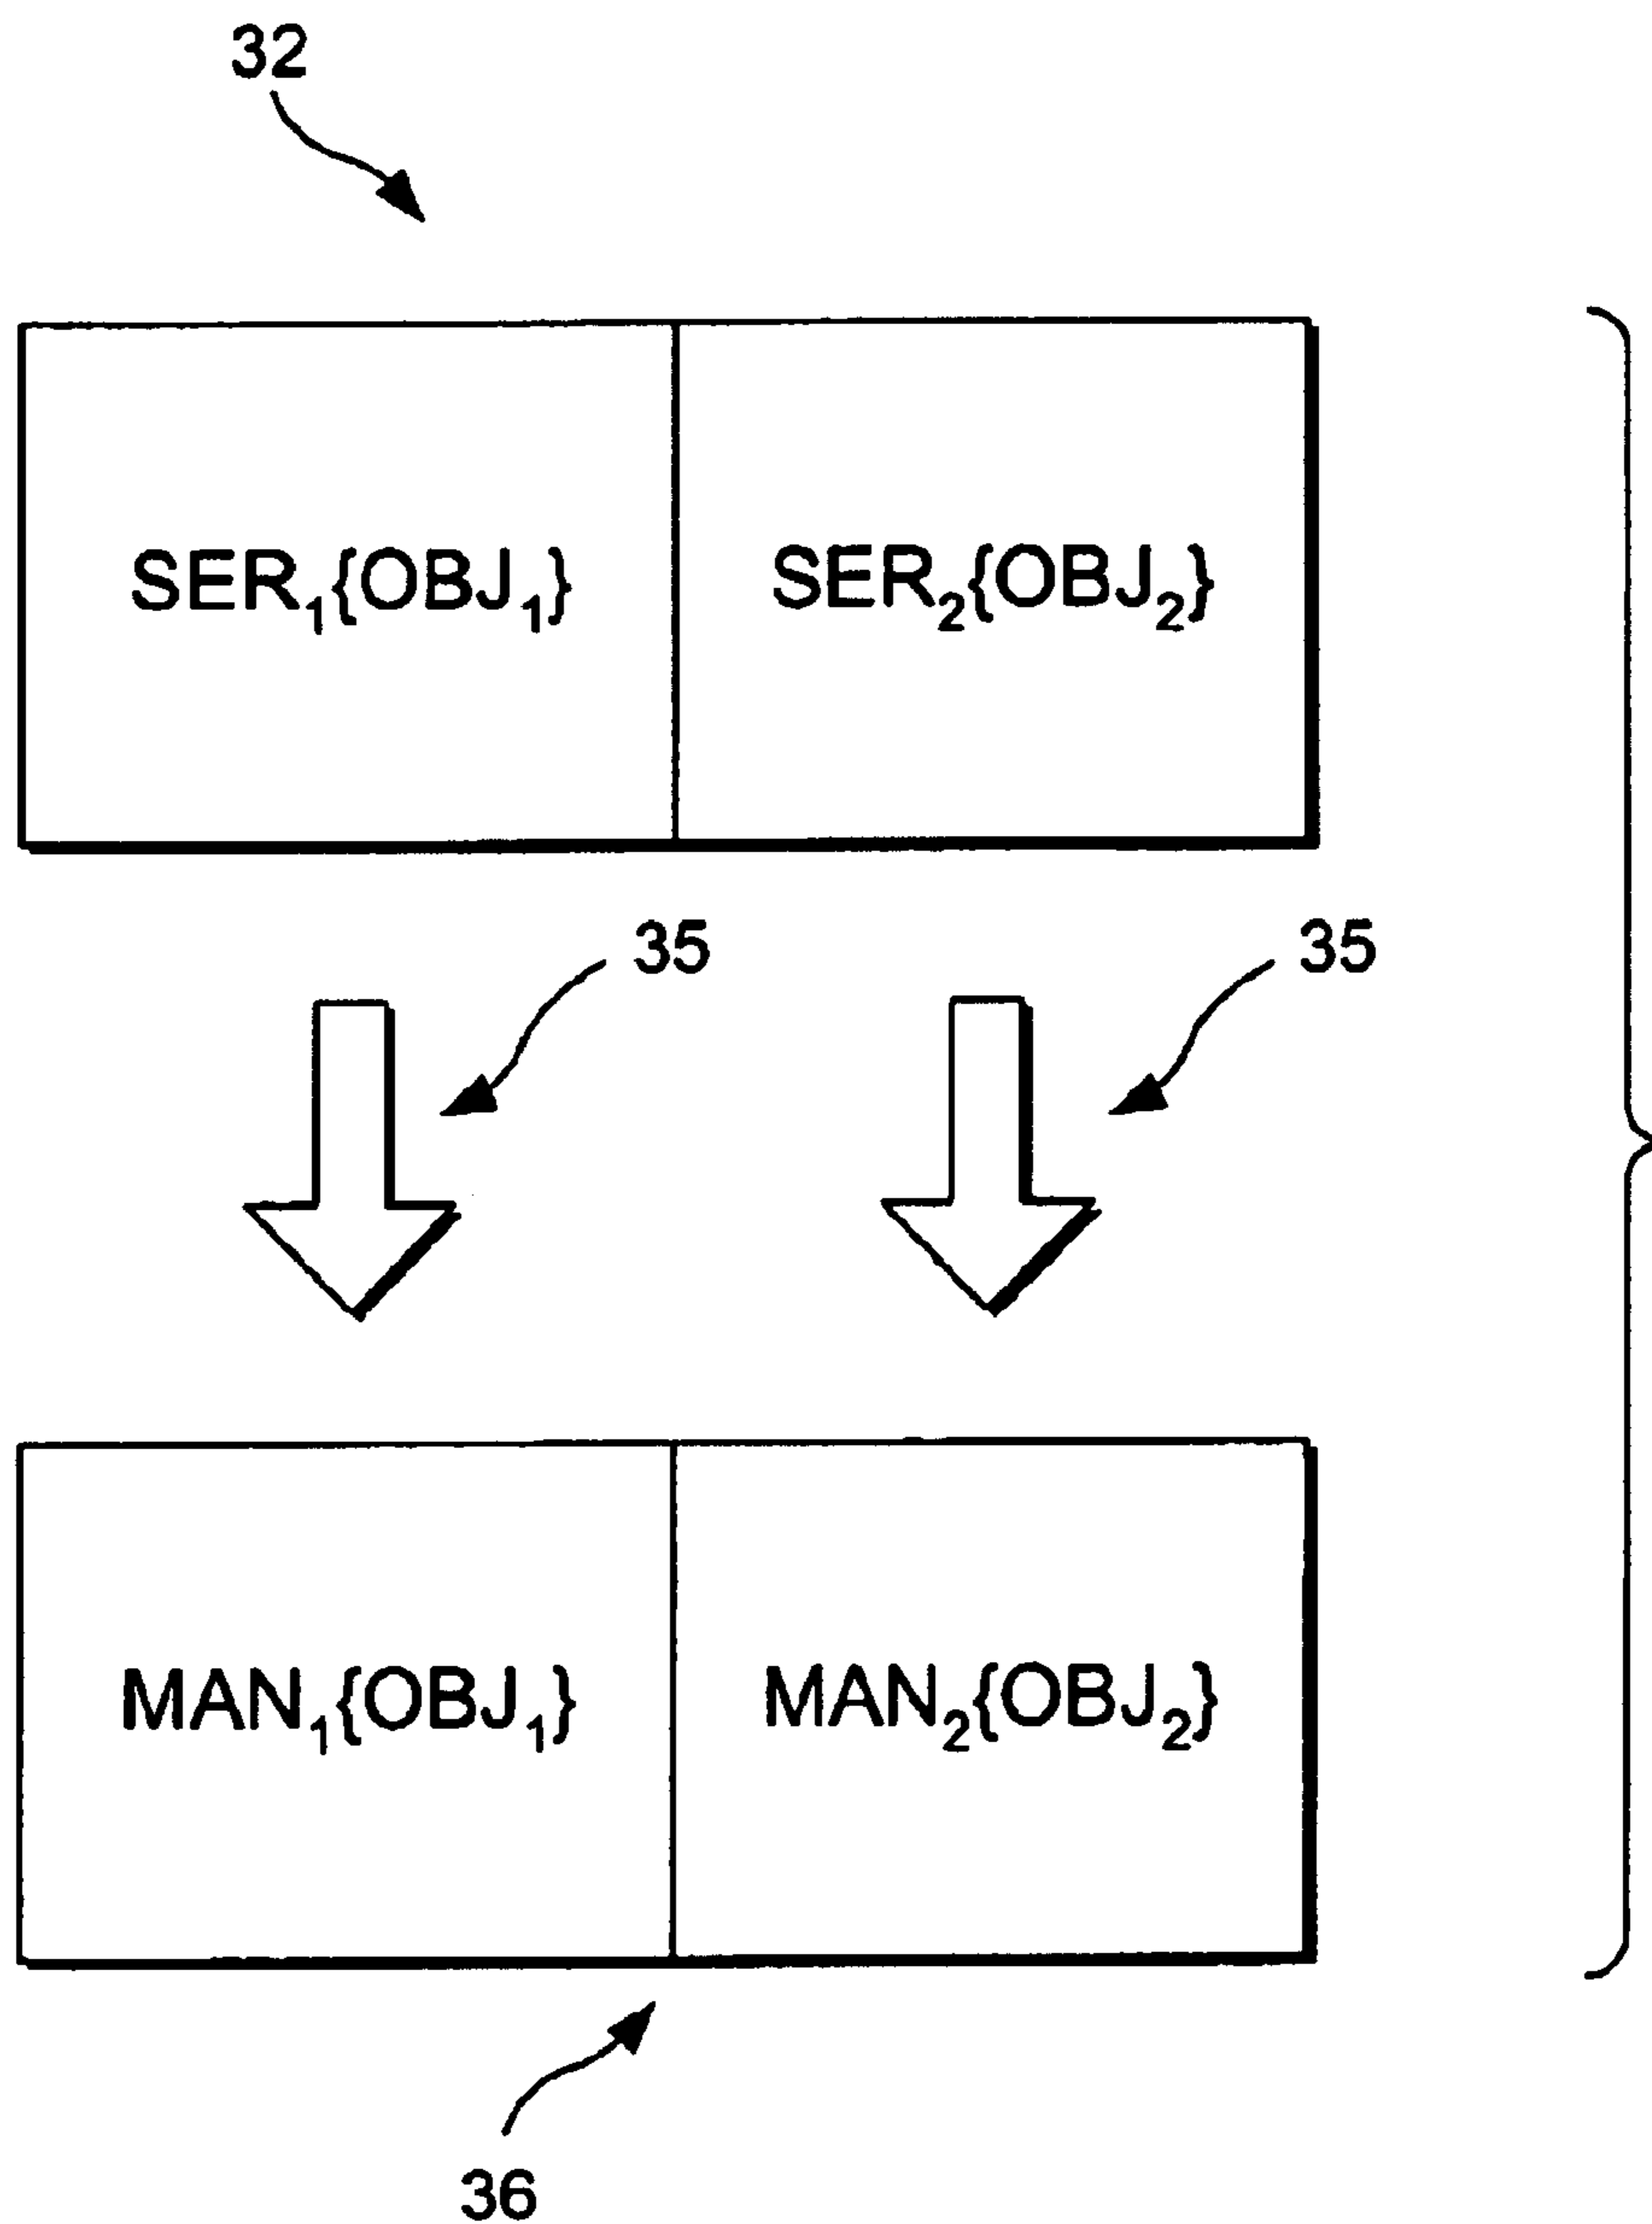 32
SER₁{OBJ₁} SER₂{OBJ₂}
35 35
MAN₁{OBJ₁} MAN₂{OBJ₂}
36